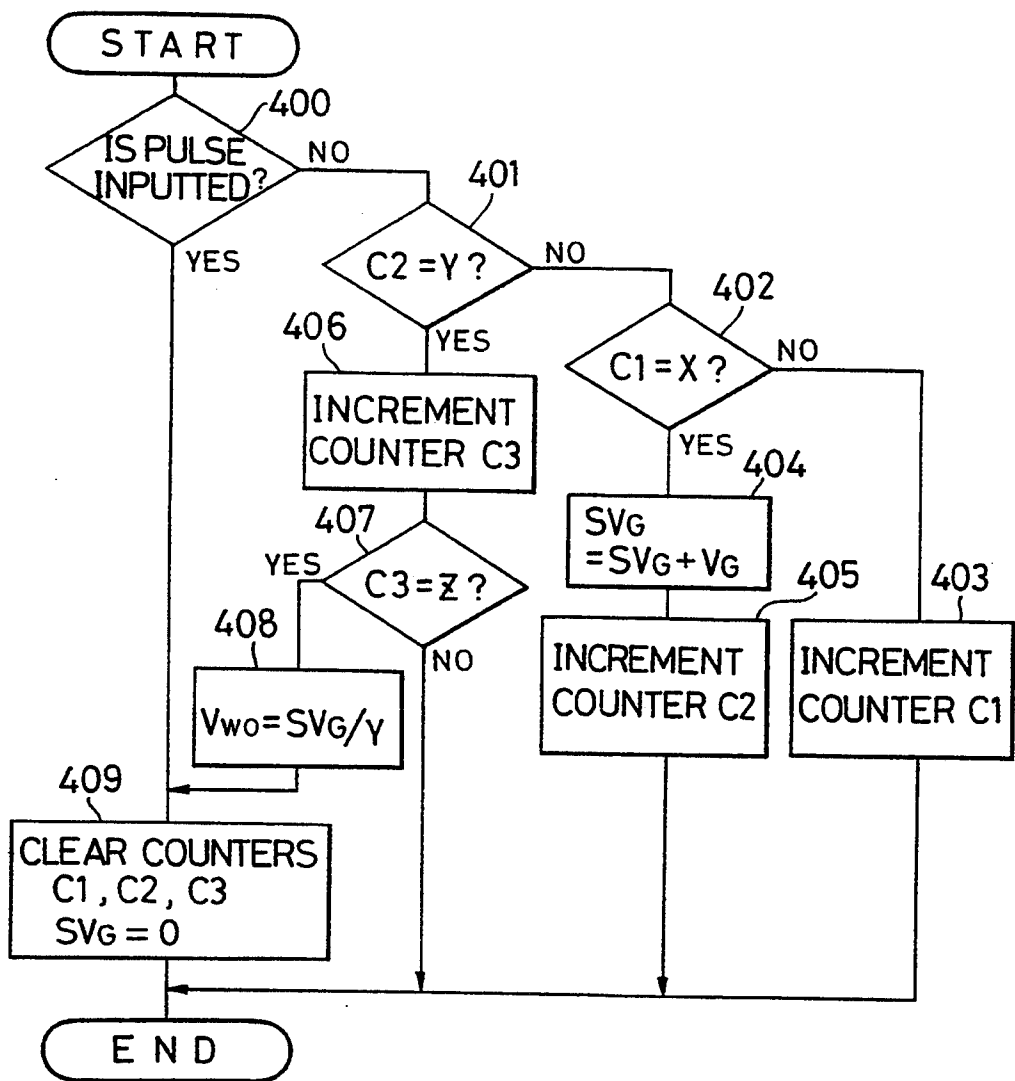 START
400
IS PULSE
INPUTTED?
NO
YES
401
C2=Y?
NO
YES
402
C1=X?
NO
YES
406
INCREMENT
COUNTER C3
404
SVG
=SVG+VG
407
YES
C3=Z?
NO
405
INCREMENT
COUNTER C2
403
INCREMENT
COUNTER C1
408
VWO=SVG/Y
409
CLEAR COUNTERS
C1, C2, C3
SVG=0
END